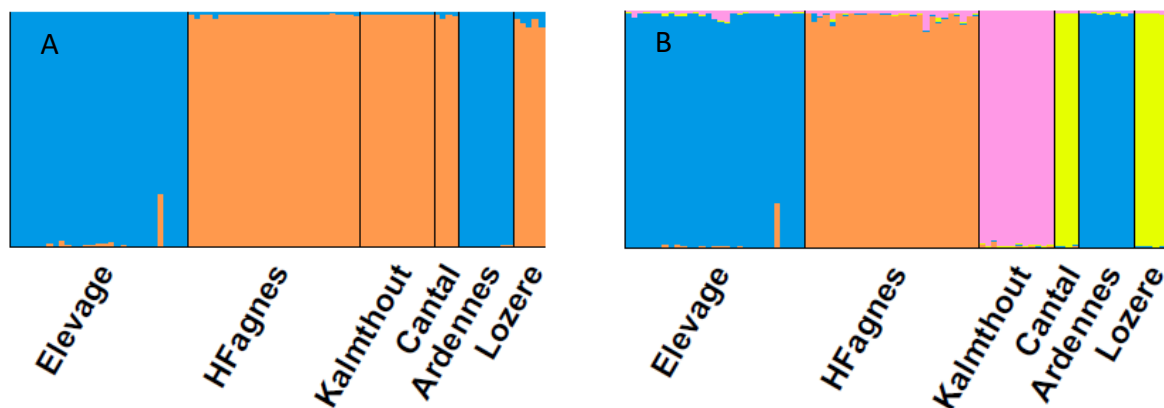 A
Elevage
HFagnes
Kalmthout
Cantal
Ardennes
Lozere
B
Elevage
HFagnes
Kalmthout
Cantal
Ardennes
Lozere